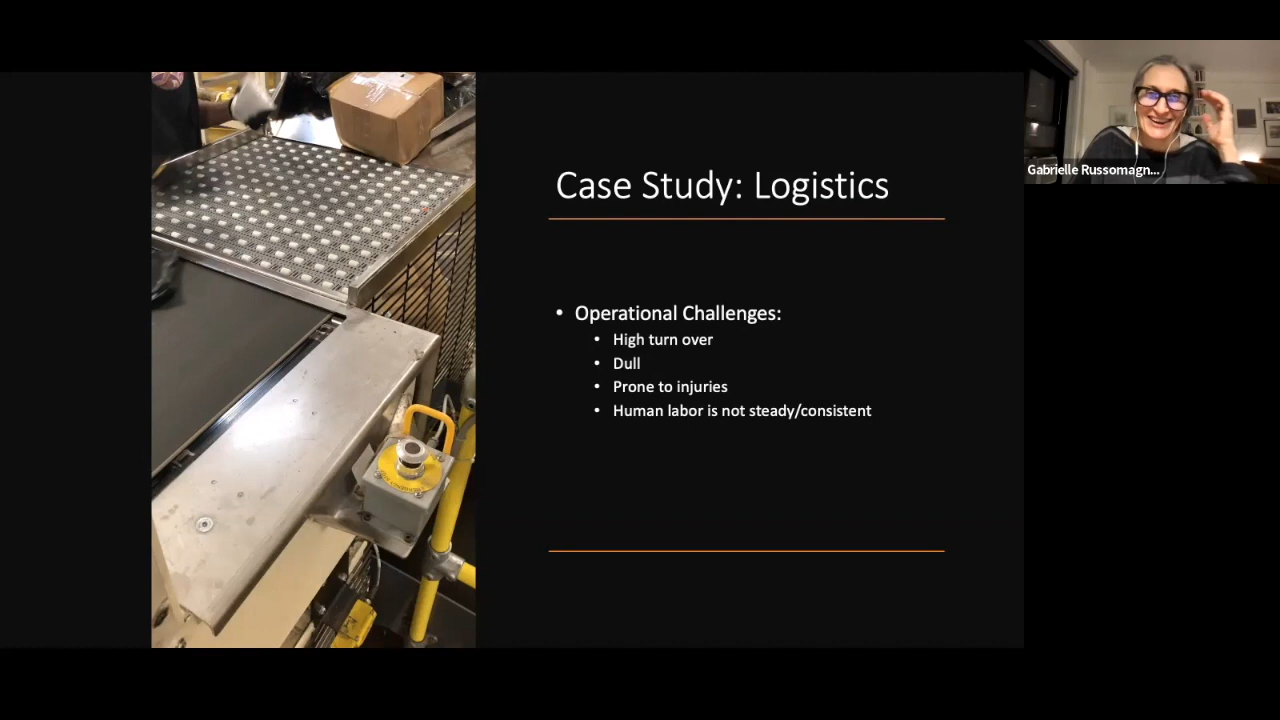 Case Study: Logistics
• Operational Challenges:
• High turn over
• Dull
• Prone to injuries
• Human labor is not steady/consistent
Gabrielle Russomagn...